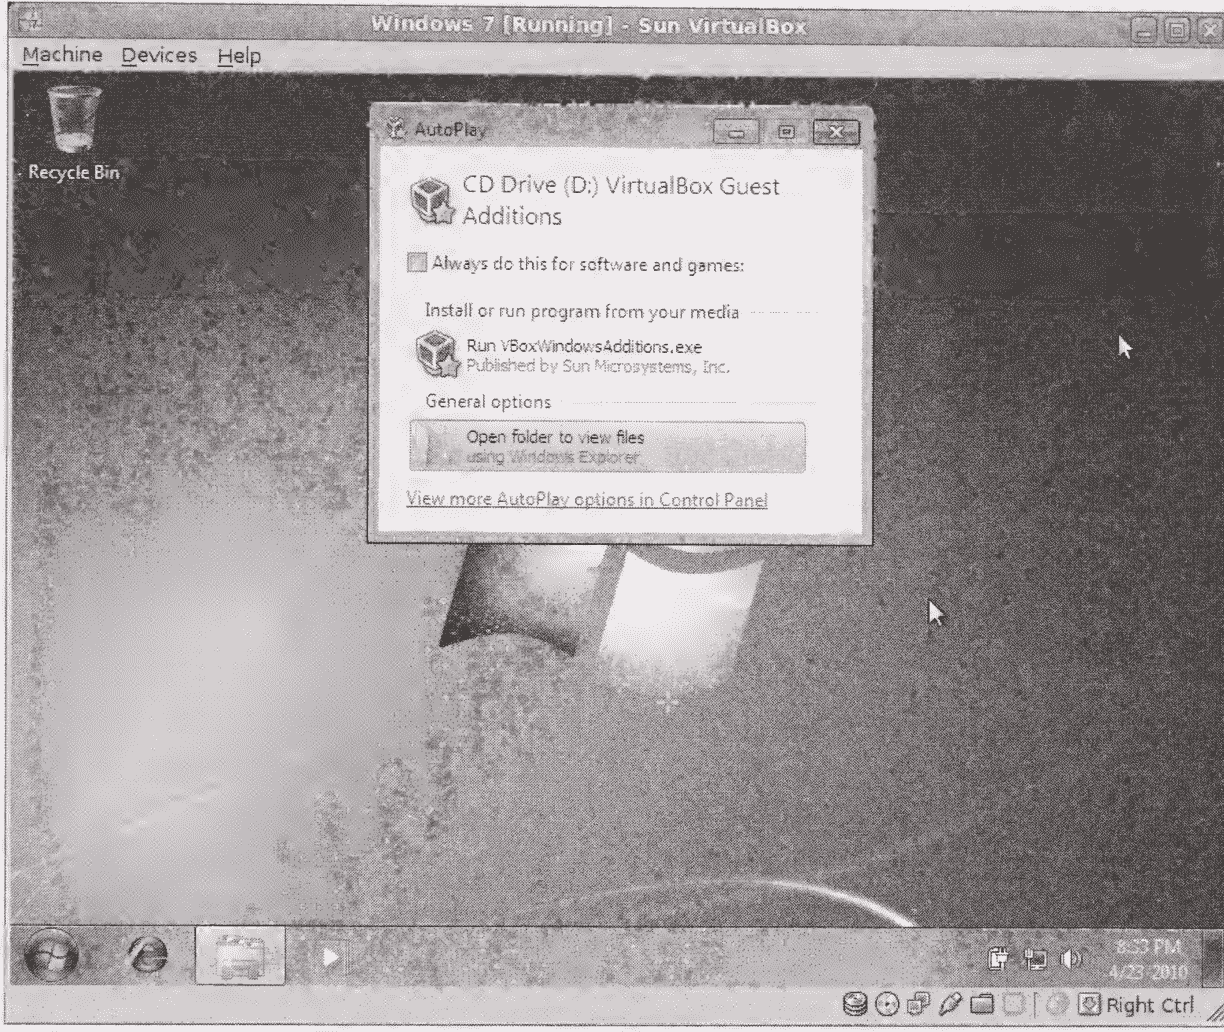 Windows 7 [Running] - Sun VirtualBox
Machine Devices Help
Recycle Bin
AutoPlay
CD Drive (D:) VirtualBox Guest
Additions
Always do this for software and games:
Install or run program from your media
Run VBoxWindowsAdditions.exe
Published by Sun Microsystems, Inc.
General options
Open folder to view files
using Windows Explorer
View more AutoPlay options in Control Panel
8:53 PM
4/23/2010
Right Ctrl